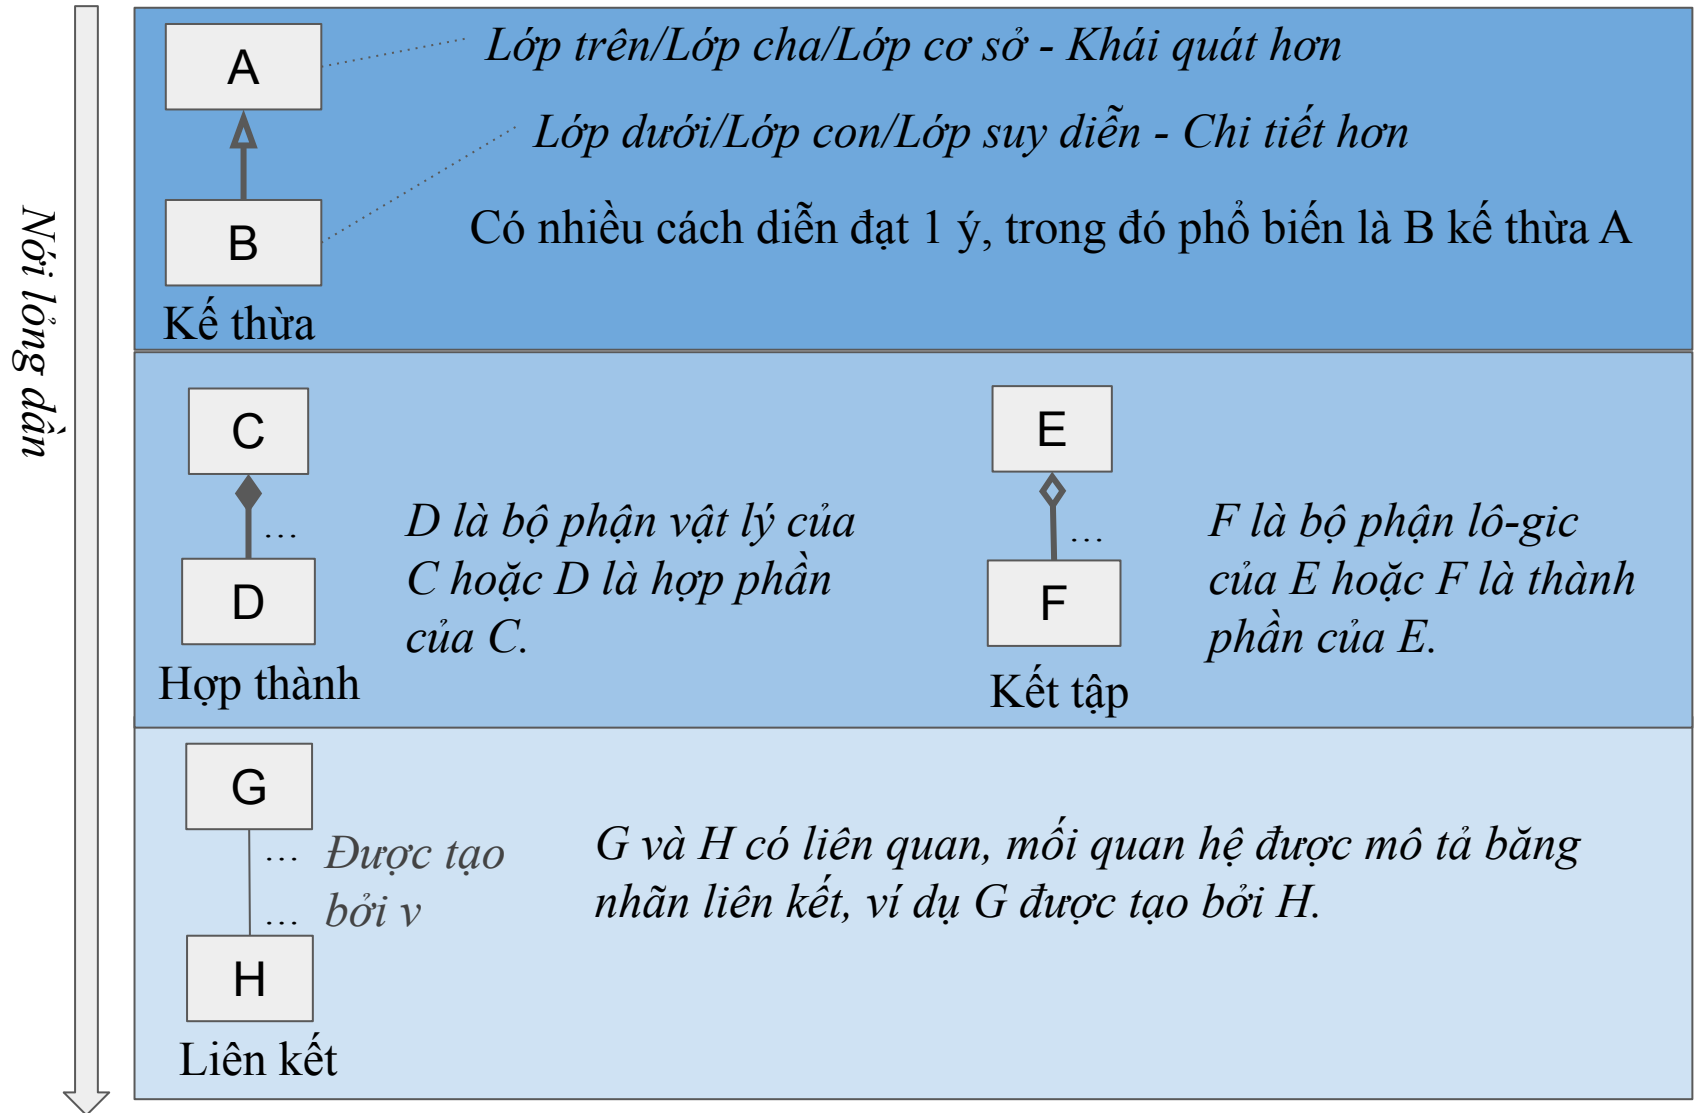 Nới lỏng dần
A
Lớp trên/Lớp cha/Lớp cơ sở - Khái quát hơn
Lớp dưới/Lớp con/Lớp suy diễn - Chi tiết hơn
B
Có nhiều cách diễn đạt 1 ý, trong đó phổ biến là B kế thừa A
Kế thừa
C
...
D
Hợp thành
D là bộ phận vật lý của
C hoặc D là hợp phần
của C.
E
...
F
Kết tập
F là bộ phận lô-gic
của E hoặc F là thành
phần của E.
G
... Được tạo
... bởi v
H
Liên kết
G và H có liên quan, mối quan hệ được mô tả băng
nhãn liên kết, ví dụ G được tạo bởi H.